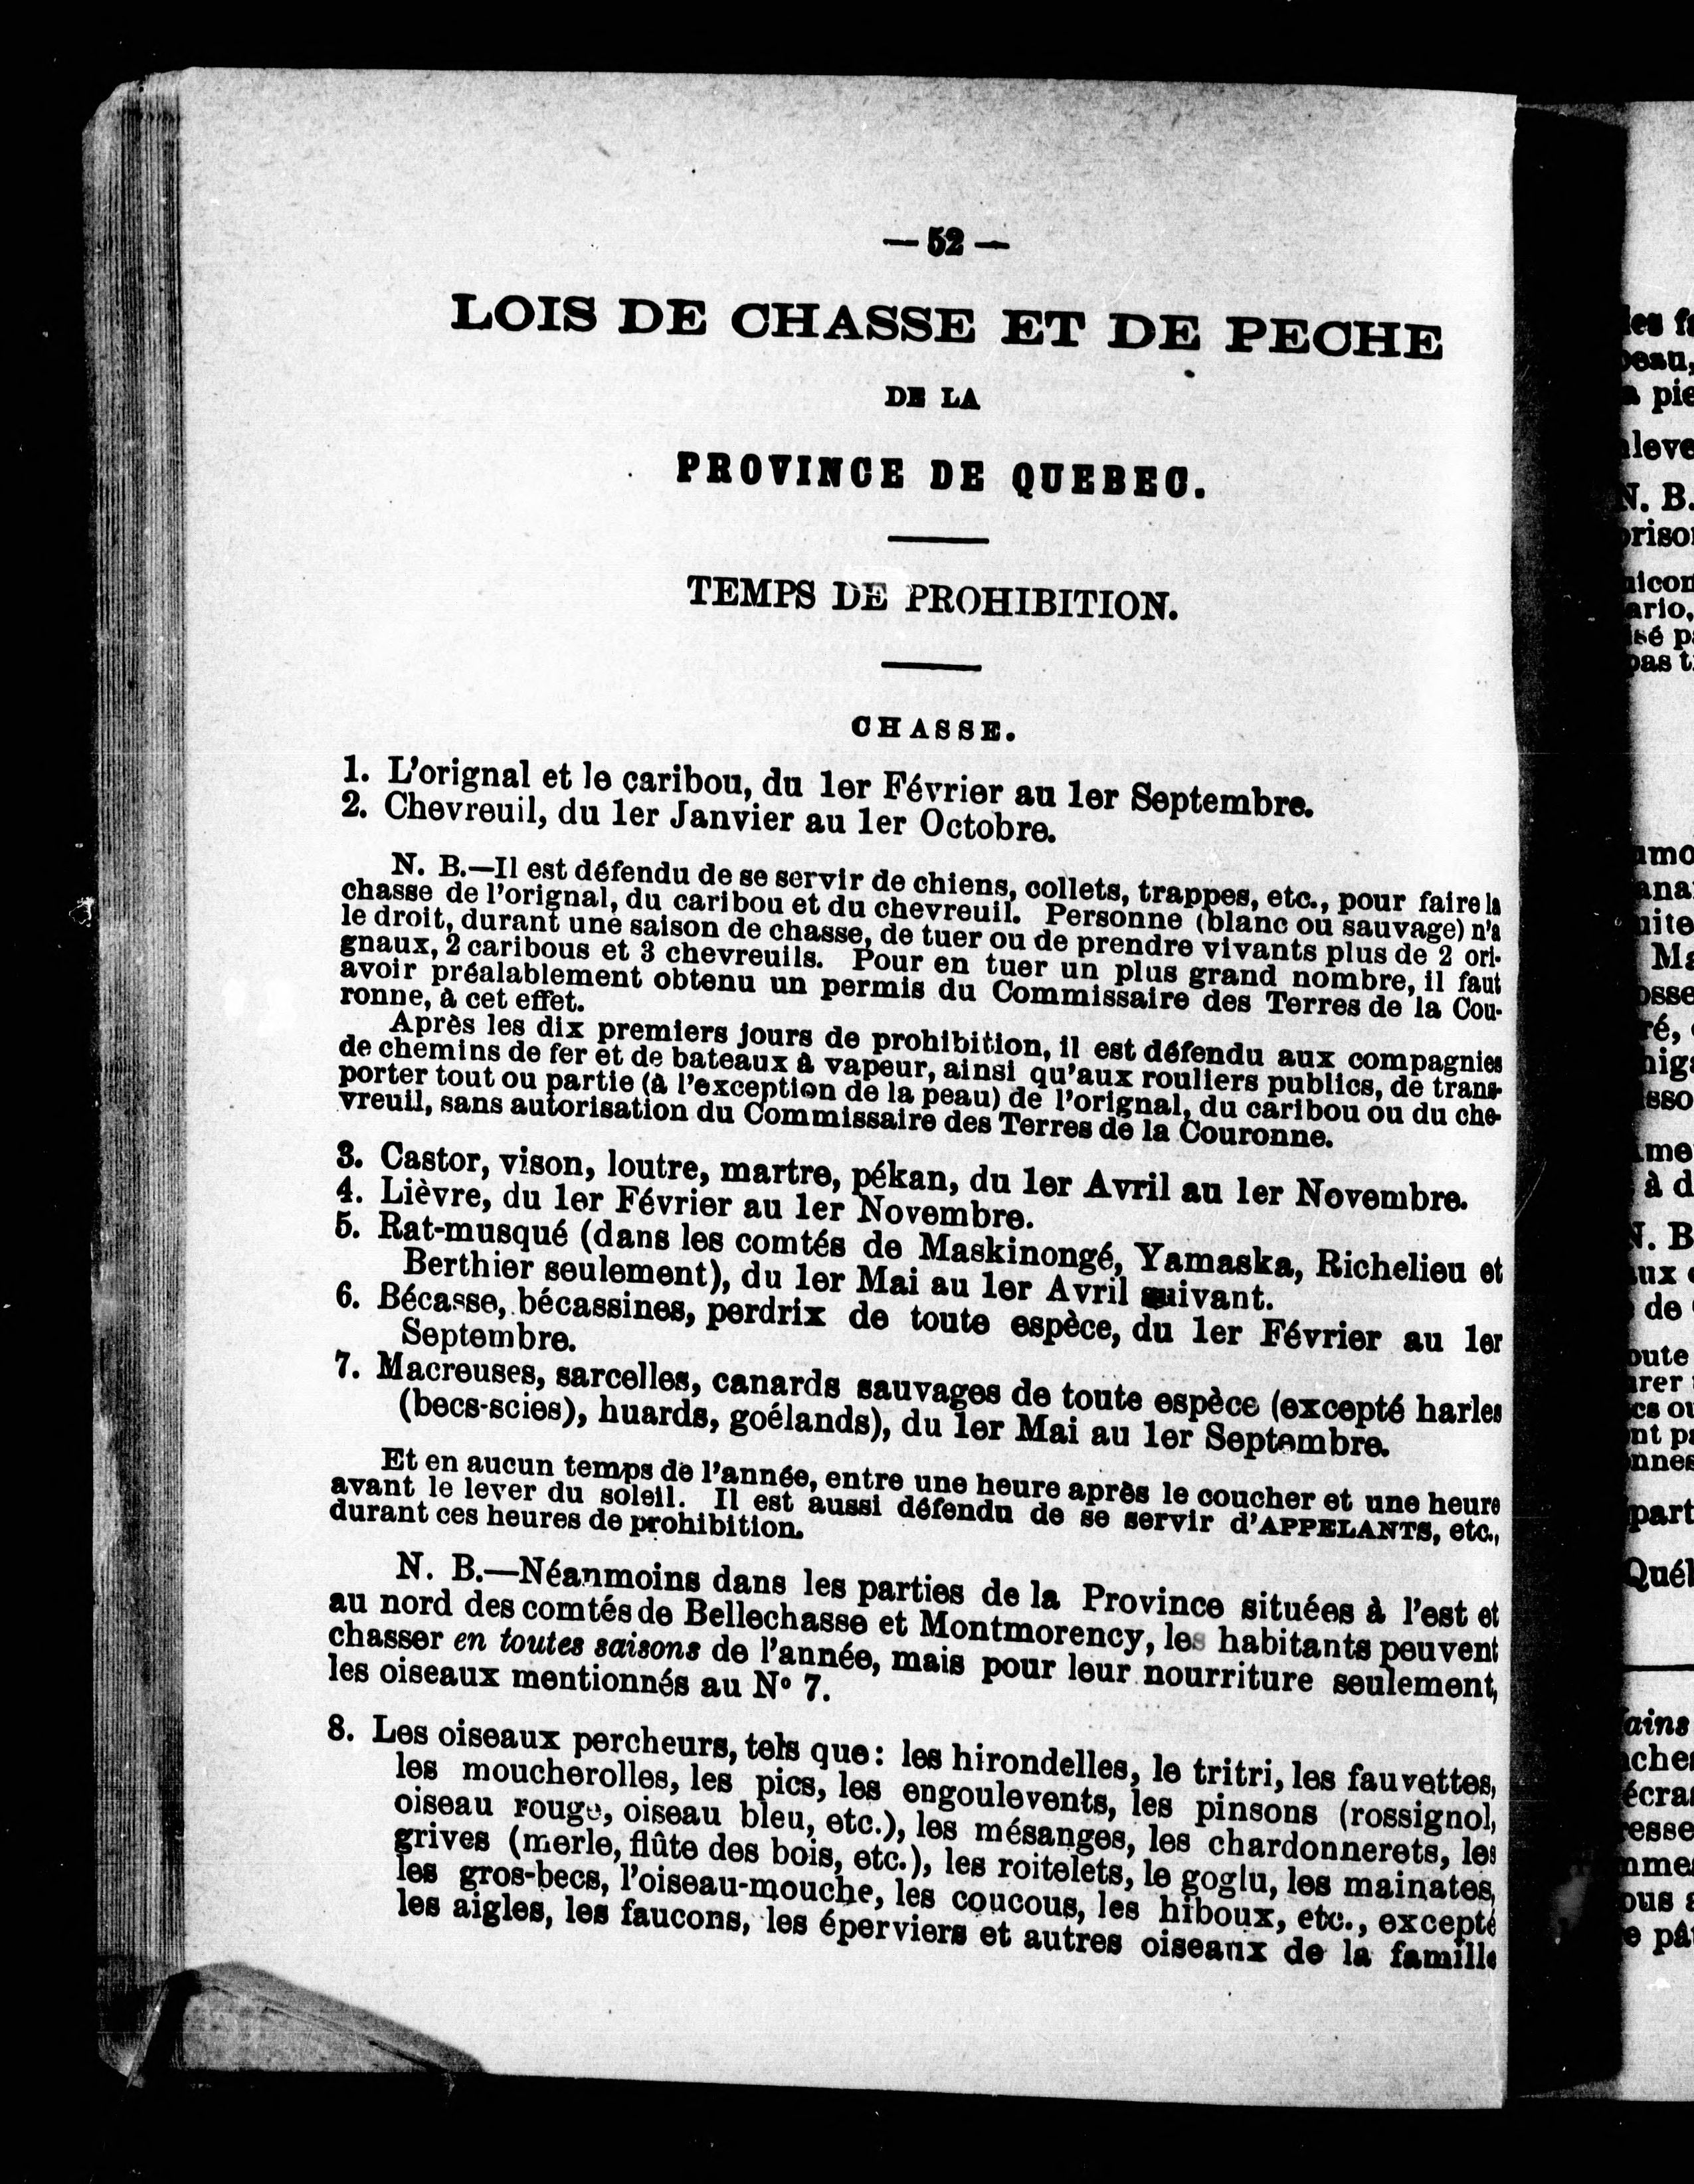 — 52 —
LOIS DE CHASSE ET DE PECHE
DE LA
PROVINCE DE QUEBEC.
TEMPS DE PROHIBITION.
CHASSE.
1. L'orignal et le caribou, du 1er Février au 1er Septembre.
2. Chevreuil, du 1er Janvier au 1er Octobre.
N. B.—Il est défendu de se servir de chiens, collets, trappes, etc., pour faire la
chasse de l'orignal, du caribou et du chevreuil. Personne (blanc ou sauvage) n'a
le droit, durant une saison de chasse, de tuer ou de prendre vivants plus de 2 ori-
gnaux, 2 caribous et 3 chevreuils. Pour en tuer un plus grand nombre, il faut
avoir préalablement obtenu un permis du Commissaire des Terres de la Cou-
ronne, à cet effet.
Après les dix premiers jours de prohibition, il est défendu aux compagnies
de chemins de fer et de bateaux à vapeur, ainsi qu'aux rouliers publics, de trans-
porter tout ou partie (à l'exception de la peau) de l'orignal, du caribou ou du che-
vreuil, sans autorisation du Commissaire des Terres de la Couronne.
3. Castor, vison, loutre, martre, pékan, du 1er Avril au 1er Novembre.
4. Lièvre, du 1er Février au 1er Novembre.
5. Rat-musqué (dans les comtés de Maskinongé, Yamaska, Richelieu et
Berthier seulement), du 1er Mai au 1er Avril suivant.
6. Bécasse, bécassines, perdrix de toute espèce, du 1er Février au 1er
Septembre.
7. Macreuses, sarcelles, canards sauvages de toute espèce (excepté harles
(becs-scies), huards, goélands), du 1er Mai au 1er Septembre.
Et en aucun temps de l'année, entre une heure après le coucher et une heure
avant le lever du soleil. Il est aussi défendu de se servir d'APPELANTS, etc.,
durant ces heures de prohibition.
N. B.—Néanmoins dans les parties de la Province situées à l'est et
au nord des comtés de Bellechasse et Montmorency, les habitants peuvent
chasser en toutes saisons de l'année, mais pour leur nourriture seulement,
les oiseaux mentionnés au No 7.
8. Les oiseaux percheurs, tels que: les hirondelles, le tritri, les fauvettes,
les moucherolles, les pics, les engoulevents, les pinsons (rossignol,
oiseau rouge, oiseau bleu, etc.), les mésanges, les chardonnerets, les
grives (merle, flûte des bois, etc.), les roitelets, le goglu, les mainates,
les gros-becs, l'oiseau-mouche, les coucous, les hiboux, etc., excepté
les aigles, les faucons, les éperviers et autres oiseaux de la famille